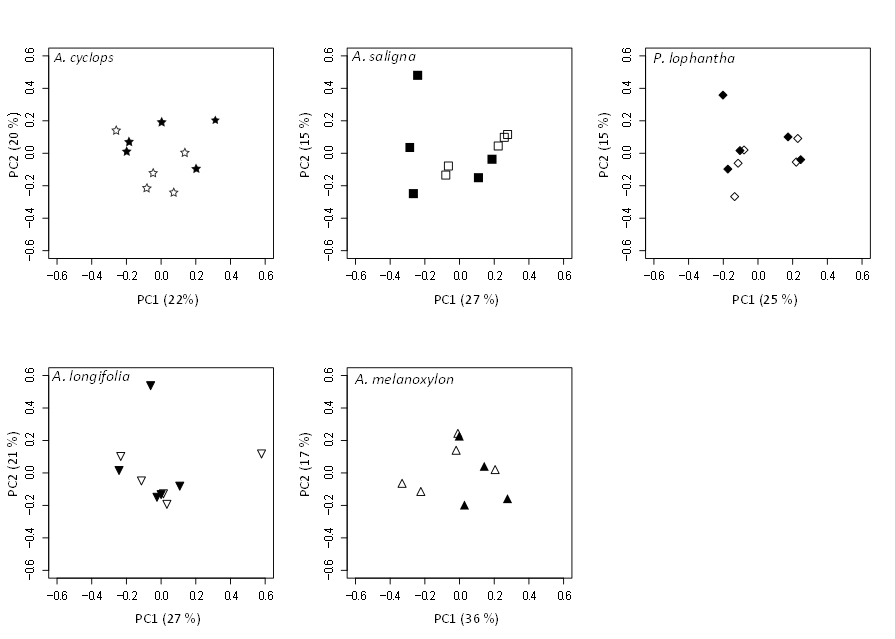 A. cyclops
0.6
0.4
0.2
0.0
−0.2
−0.4
−0.6
PC2 (20 %)
−0.6 −0.4 −0.2 0.0 0.2 0.4 0.6
PC1 (22%)
A. saligna
0.6
0.4
0.2
0.0
−0.2
−0.4
−0.6
PC2 (15 %)
−0.6 −0.4 −0.2 0.0 0.2 0.4 0.6
PC1 (27 %)
P. lophantha
0.6
0.4
0.2
0.0
−0.2
−0.4
−0.6
PC2 (15 %)
−0.6 −0.4 −0.2 0.0 0.2 0.4 0.6
PC1 (25 %)
A. longifolia
0.6
0.4
0.2
0.0
−0.2
−0.4
−0.6
PC2 (21 %)
−0.6 −0.4 −0.2 0.0 0.2 0.4 0.6
PC1 (27 %)
A. melanoxylon
0.6
0.4
0.2
0.0
−0.2
−0.4
−0.6
PC2 (17 %)
−0.6 −0.4 −0.2 0.0 0.2 0.4 0.6
PC1 (36 %)